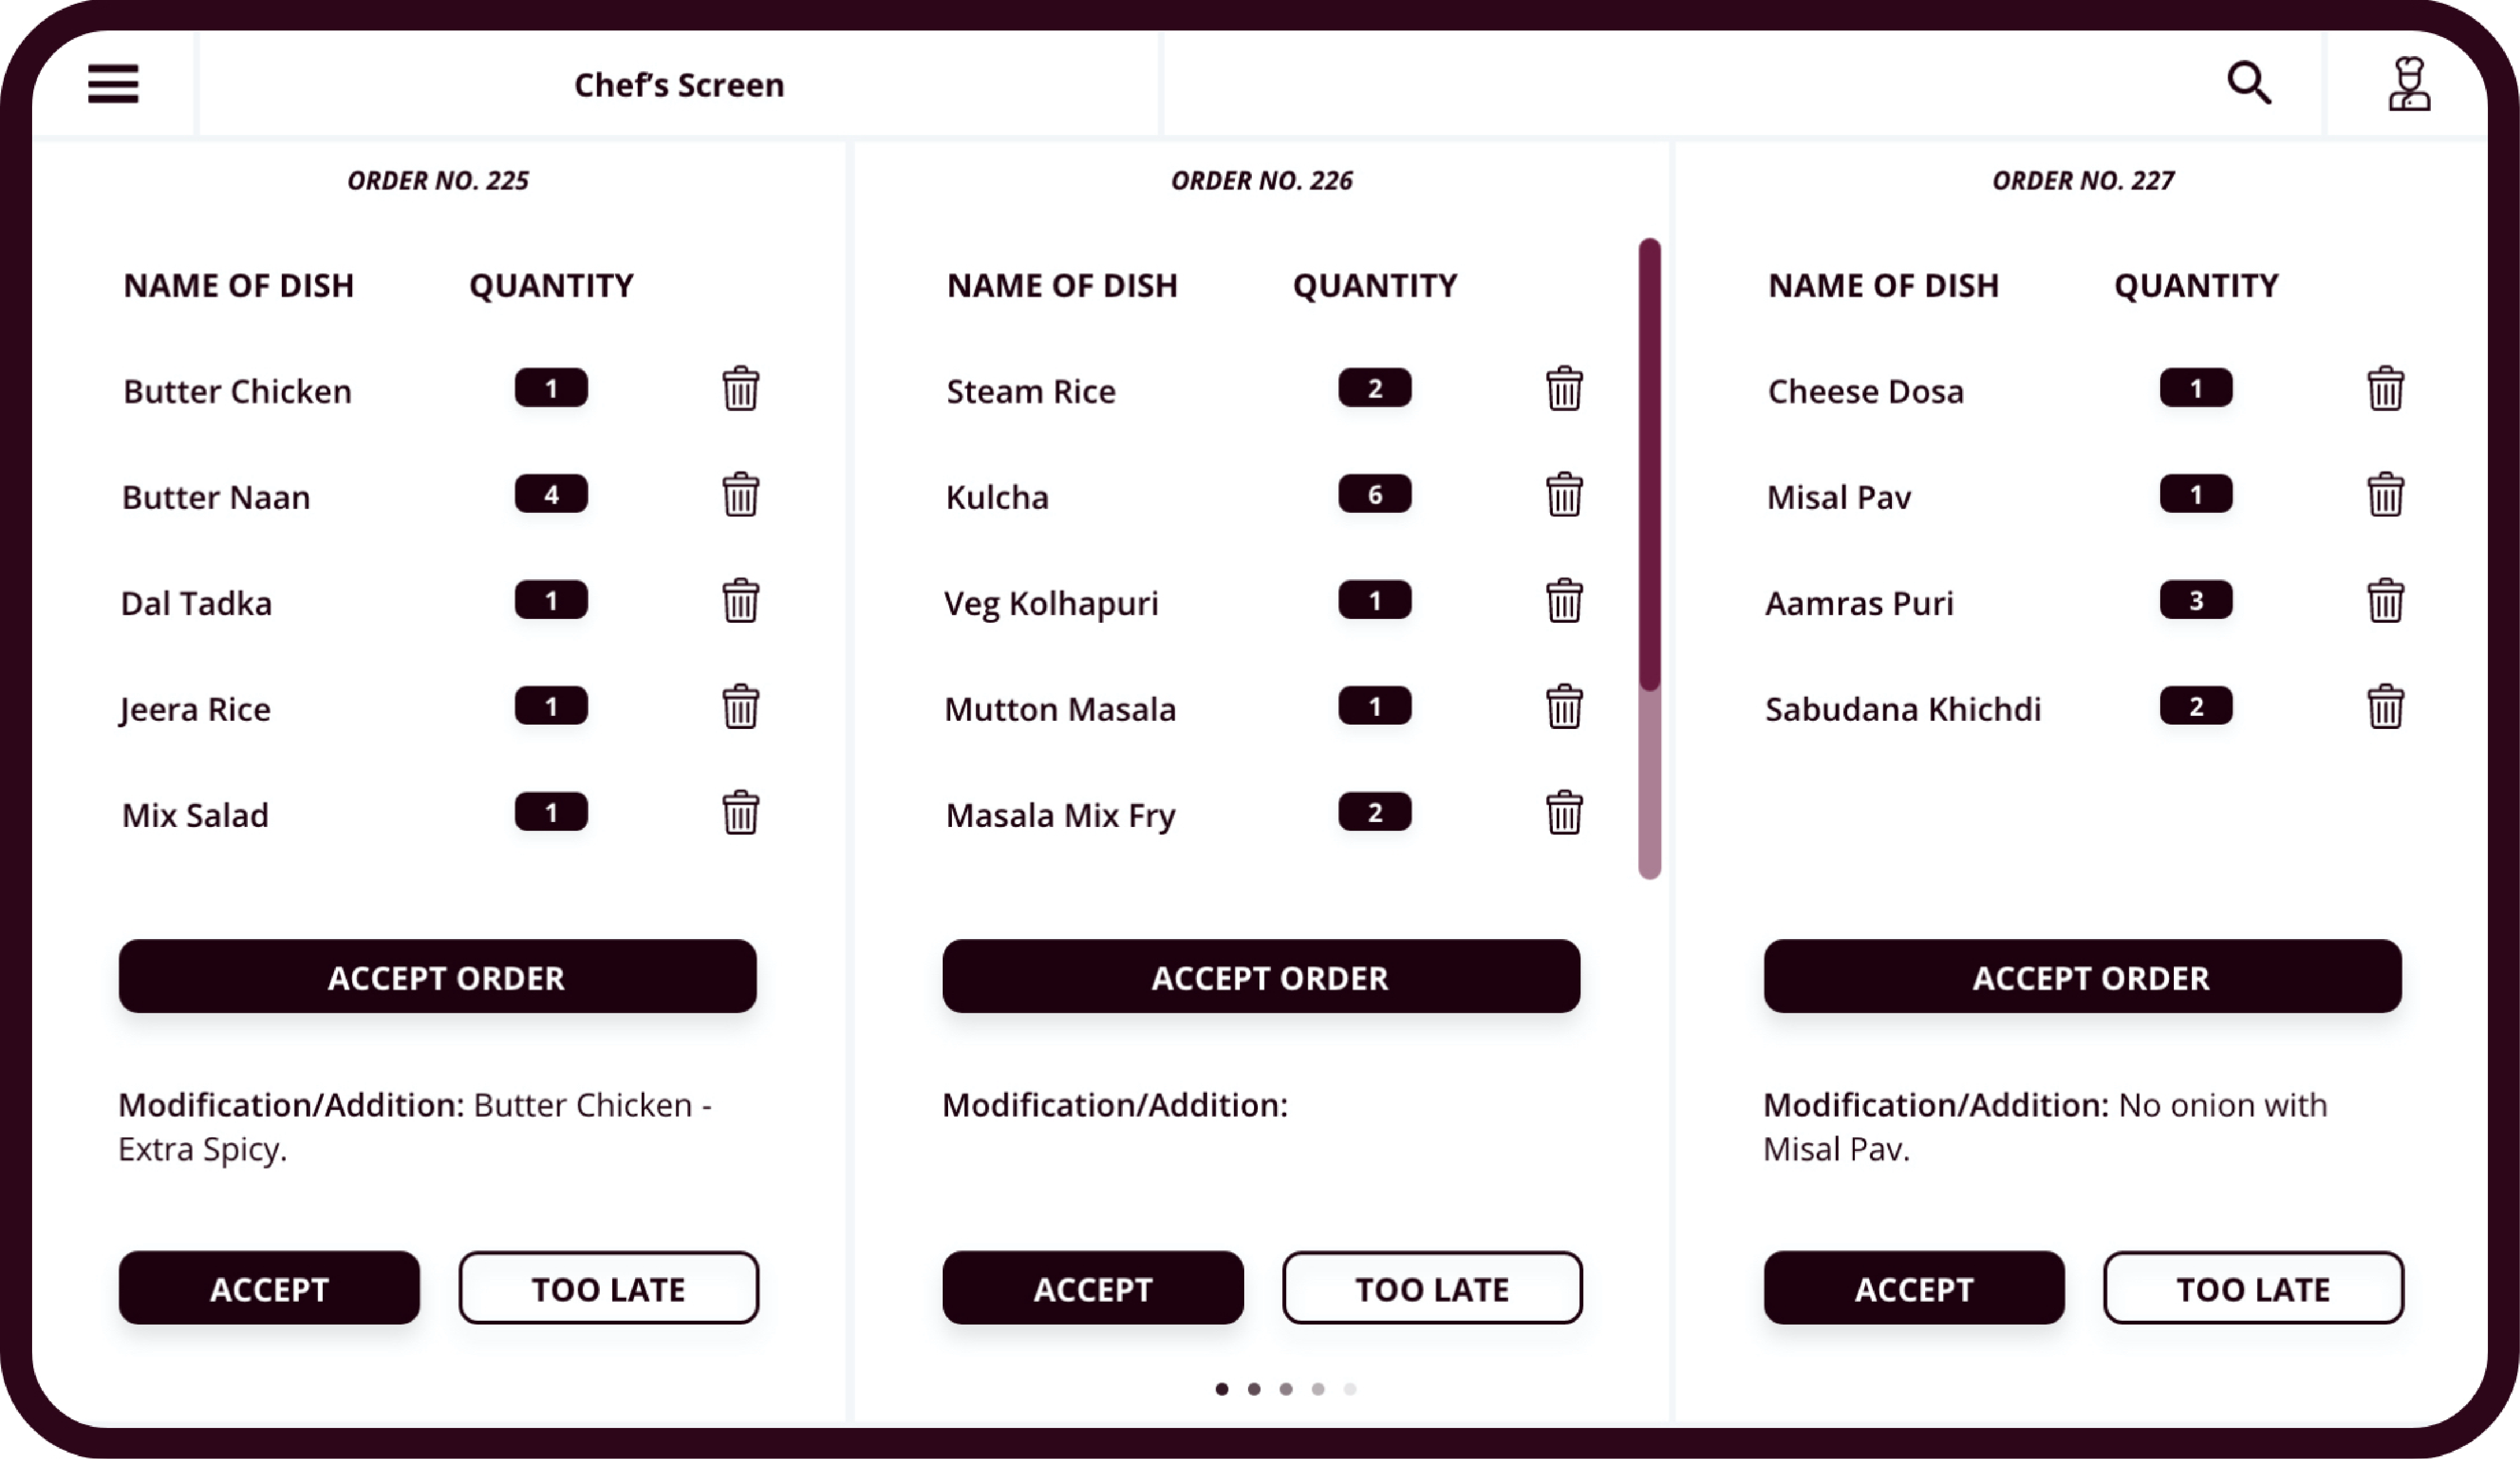 Chef's Screen
ORDER NO. 225
NAME OF DISH QUANTITY
Butter Chicken 1
Butter Naan 4
Dal Tadka 1
Jeera Rice 1
Mix Salad 1
ACCEPT ORDER
Modification/Addition: Butter Chicken -
Extra Spicy.
ACCEPT TOO LATE
ORDER NO. 226
NAME OF DISH QUANTITY
Steam Rice 2
Kulcha 6
Veg Kolhapuri 1
Mutton Masala 1
Masala Mix Fry 2
ACCEPT ORDER
Modification/Addition:
ACCEPT TOO LATE
ORDER NO. 227
NAME OF DISH QUANTITY
Cheese Dosa 1
Misal Pav 1
Aamras Puri 3
Sabudana Khichdi 2
ACCEPT ORDER
Modification/Addition: No onion with
Misal Pav.
ACCEPT TOO LATE